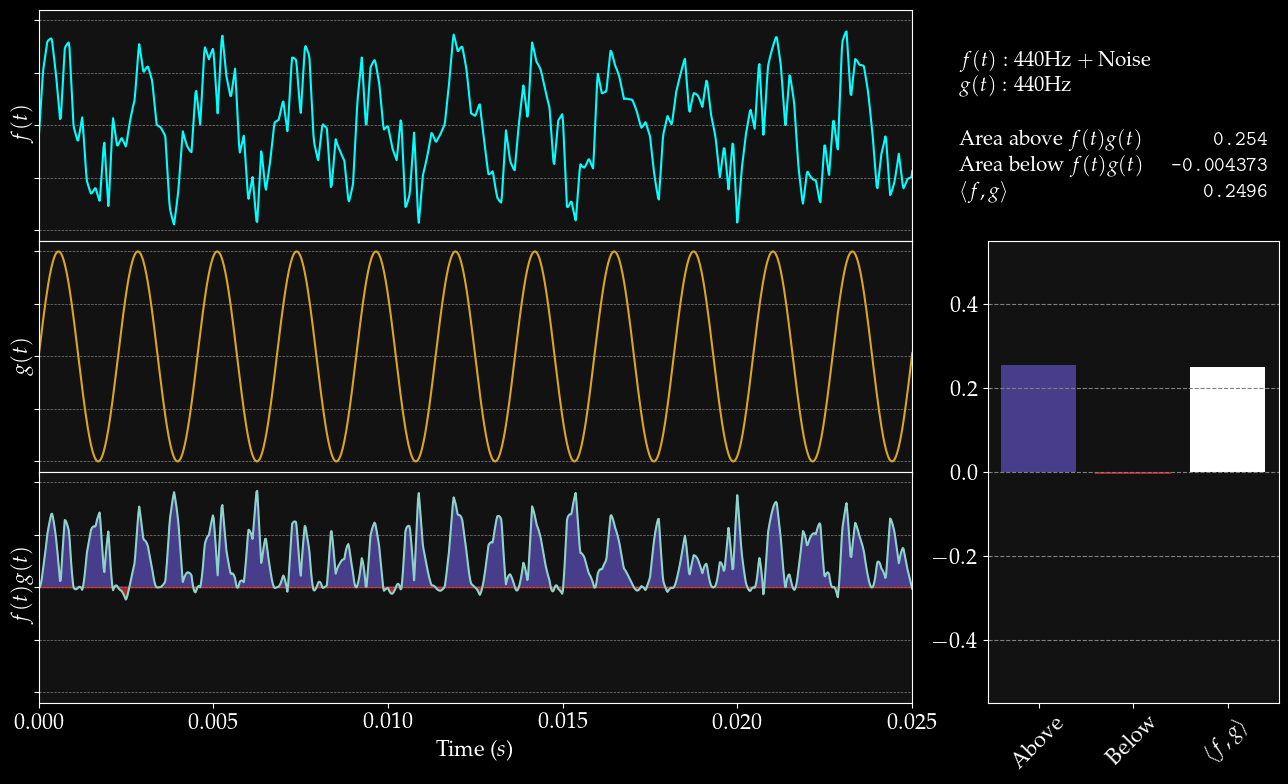 f(t)
f(t) : 440Hz + Noise
g(t) : 440Hz
Area above f(t)g(t) 0.254
Area below f(t)g(t) -0.004373
⟨f,g⟩ 0.2496
g(t)
f(t)g(t)
0.000 0.005 0.010 0.015 0.020 0.025
Time (s)
0.4
0.2
0.0
−0.2
−0.4
Above Below ⟨f,g⟩